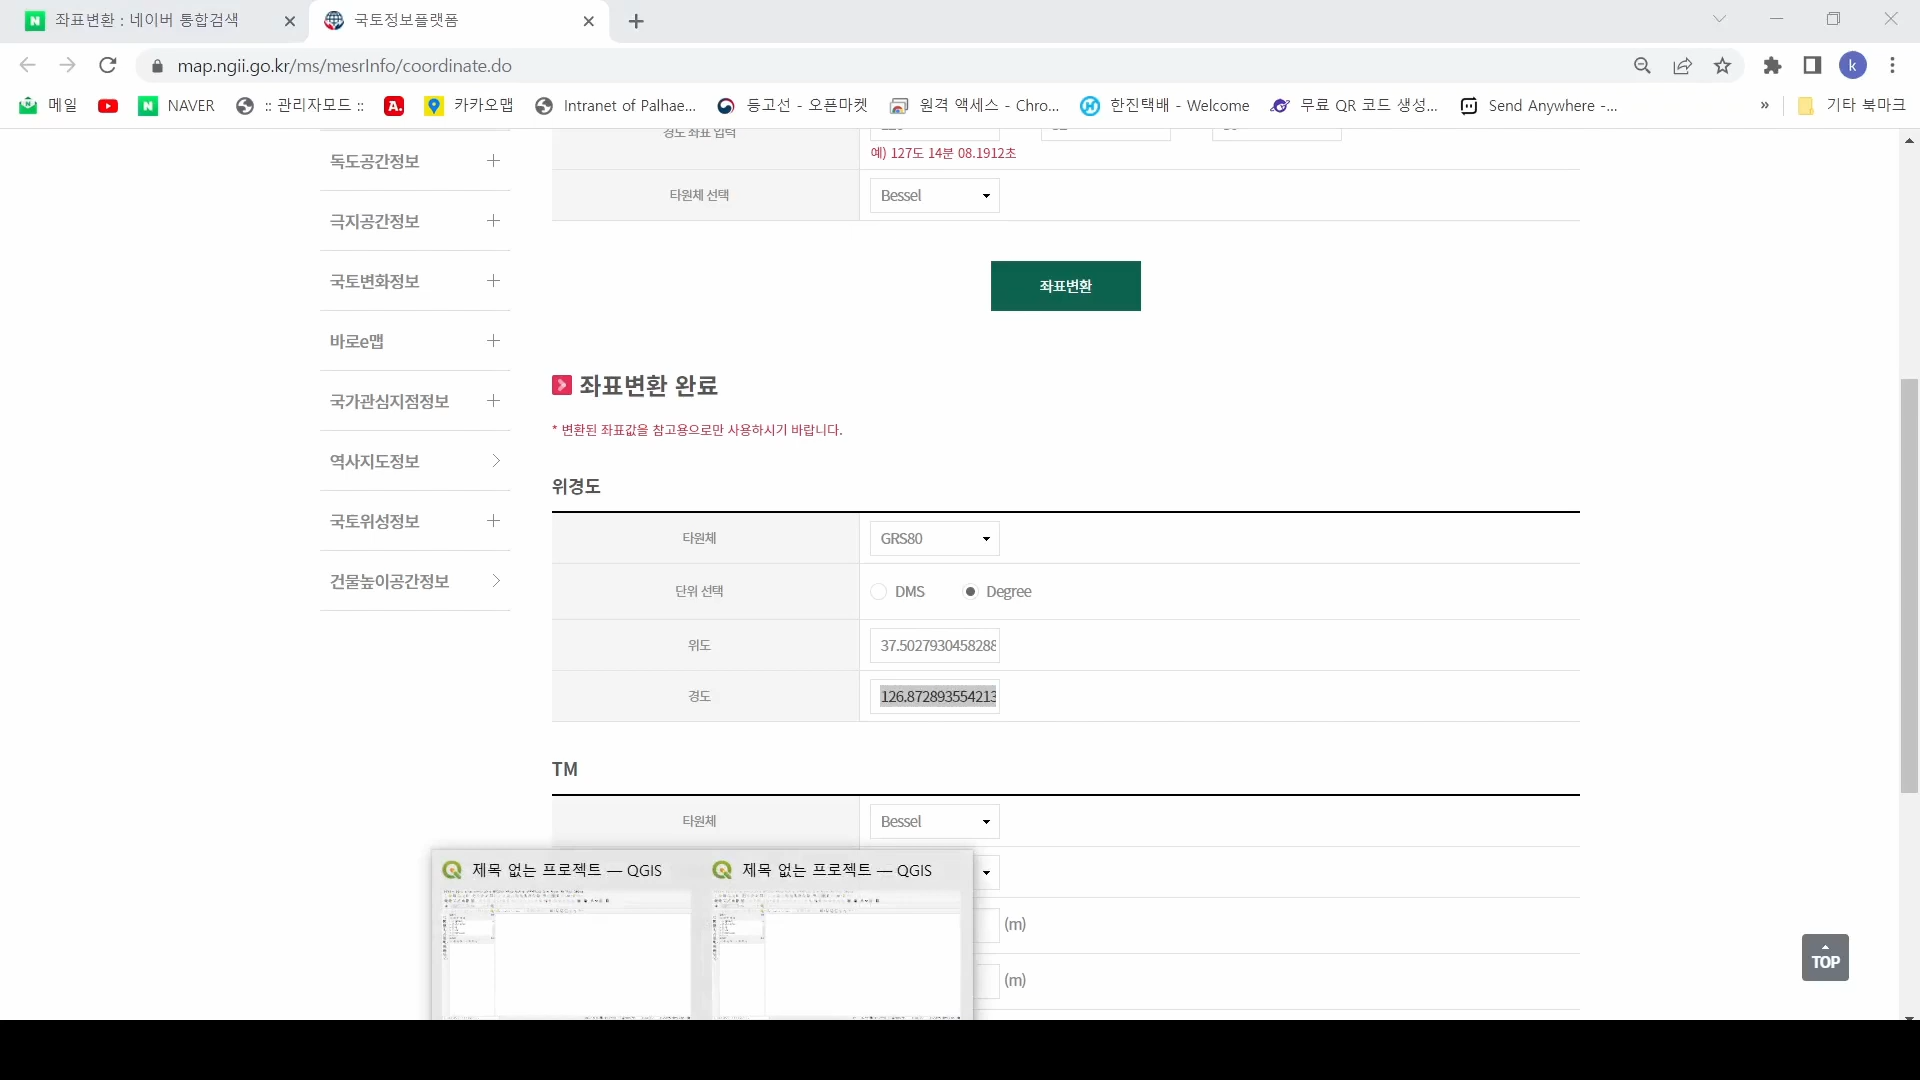 좌표변환 : 네이버 통합검색
국토정보플랫폼
map.ngii.go.kr/ms/mesrInfo/coordinate.do
k
메일
N NAVER
:: 관리자모드 ::
A.
카카오맵
Intranet of Palhae...
등고선 - 오픈마켓
원격 액세스 - Chro...
한진택배 - Welcome
무료 QR 코드 생성...
Send Anywhere -...
»
기타 북마크
독도공간정보
극지공간정보
국토변화정보
바로e맵
국가관심지점정보
역사지도정보
국토위성정보
건물높이공간정보
경도 좌표 입력
예) 127도 14분 08.1912초
타원체 선택
Bessel
좌표변환
좌표변환 완료
* 변환된 좌표값을 참고용으로만 사용하시기 바랍니다.
위경도
타원체
GRS80
단위 선택
DMS
Degree
위도
37.5027930458288
경도
126.872893554213
TM
타원체
Bessel
제목 없는 프로젝트 — QGIS
제목 없는 프로젝트 — QGIS
(m)
(m)
TOP